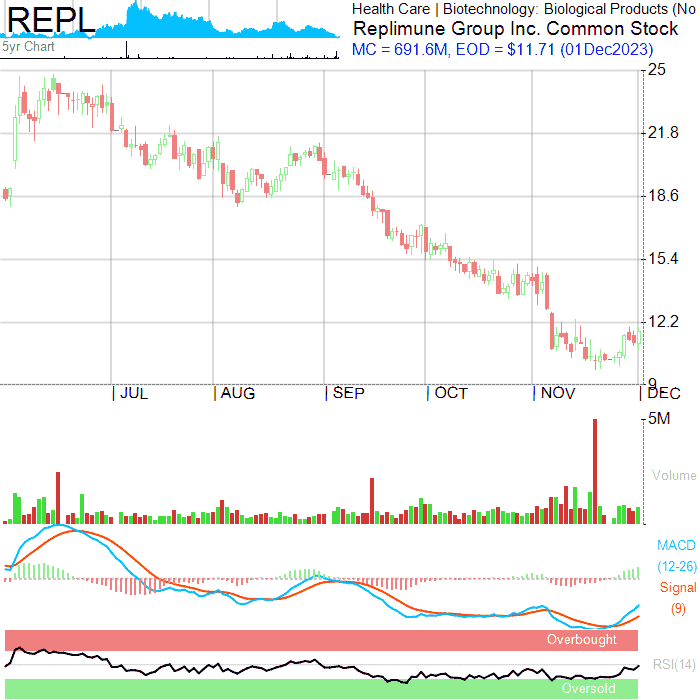 REPL
5yr Chart
Health Care | Biotechnology: Biological Products (No
Replimune Group Inc. Common Stock
MC = 691.6M, EOD = $11.71 (01Dec2023)
25
21.8
18.6
15.4
12.2
9
JUL AUG SEP OCT NOV DEC
5M
Volume
MACD
(12-26)
Signal
(9)
Overbought
RSI(14)
Oversold